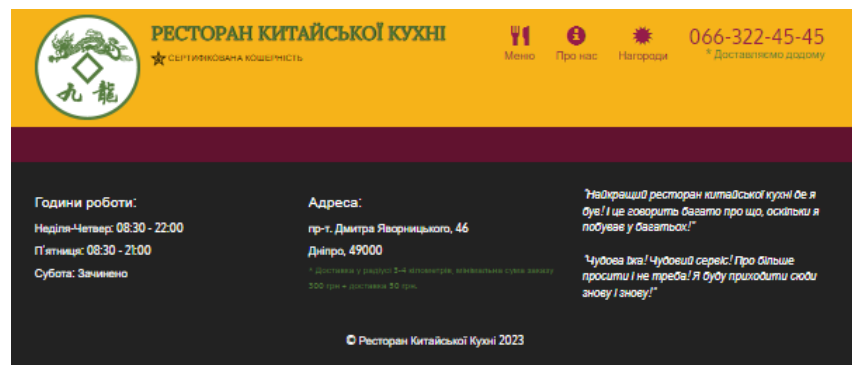 РЕСТОРАН КИТАЙСЬКОЇ КУХНІ
СЕРТИФІКОВАНА КОШЕРНІСТЬ
九龍
Меню
Про нас
Нагороди
066-322-45-45
* Доставляємо додому
Години роботи:
Неділя-Четвер: 08:30 - 22:00
П'ятниця: 08:30 - 21:00
Субота: Зачинено
Адреса:
пр-т. Дмитра Яворницького, 46
Дніпро, 49000
* Доставка у радіусі 3-4 кілометрів, мінімальна сума заказу
300 грн + доставка 50 грн.
"Найкращий ресторан китайської кухні де я
був! І це говорить багато про що, оскільки я
побував у багатьох!"
"Чудова їжа! Чудовий сервіс! Про більше
просити і не треба! Я буду приходити сюди
знову і знову!"
© Ресторан Китайської Кухні 2023